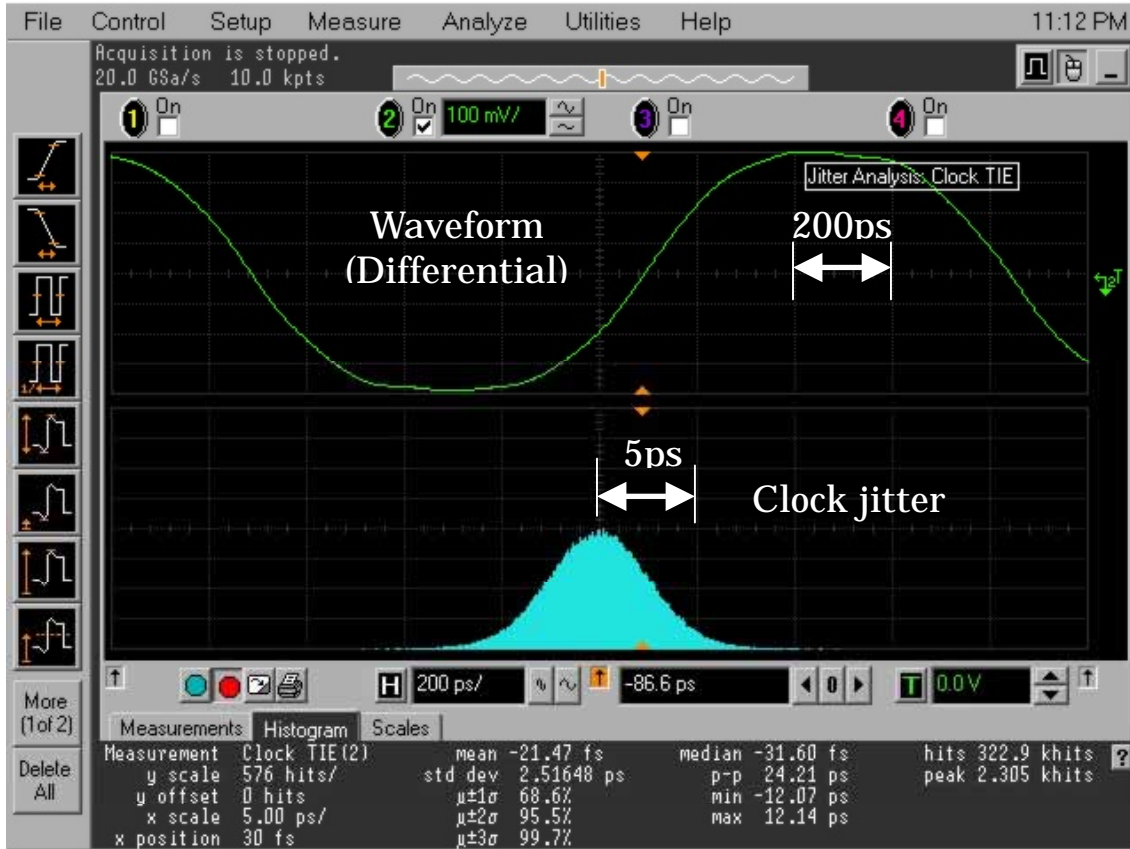 File Control Setup Measure Analyze Utilities Help 11:12 PM
Acquisition is stopped.
20.0 GSa/s 10.0 kpts
1 On 2 On 100 mV/ 3 On 4 On
Jitter Analysis: Clock TIE
Waveform
(Differential)
200ps
2 T
5ps
Clock jitter
H 200 ps/ -86.6 ps 0 T 0.0 V
More
(1of 2)
Delete
All
Measurements Histogram Scales
Measurement Clock TIE(2) mean -21.47 fs median -31.60 fs hits 322.9 khits ?
y scale 576 hits/ std dev 2.51648 ps p-p 24.21 ps peak 2.305 khits
y offset 0 hits µ±1σ 68.6% min -12.07 ps
x scale 5.00 ps/ µ±2σ 95.5% max 12.14 ps
x position 30 fs µ±3σ 99.7%